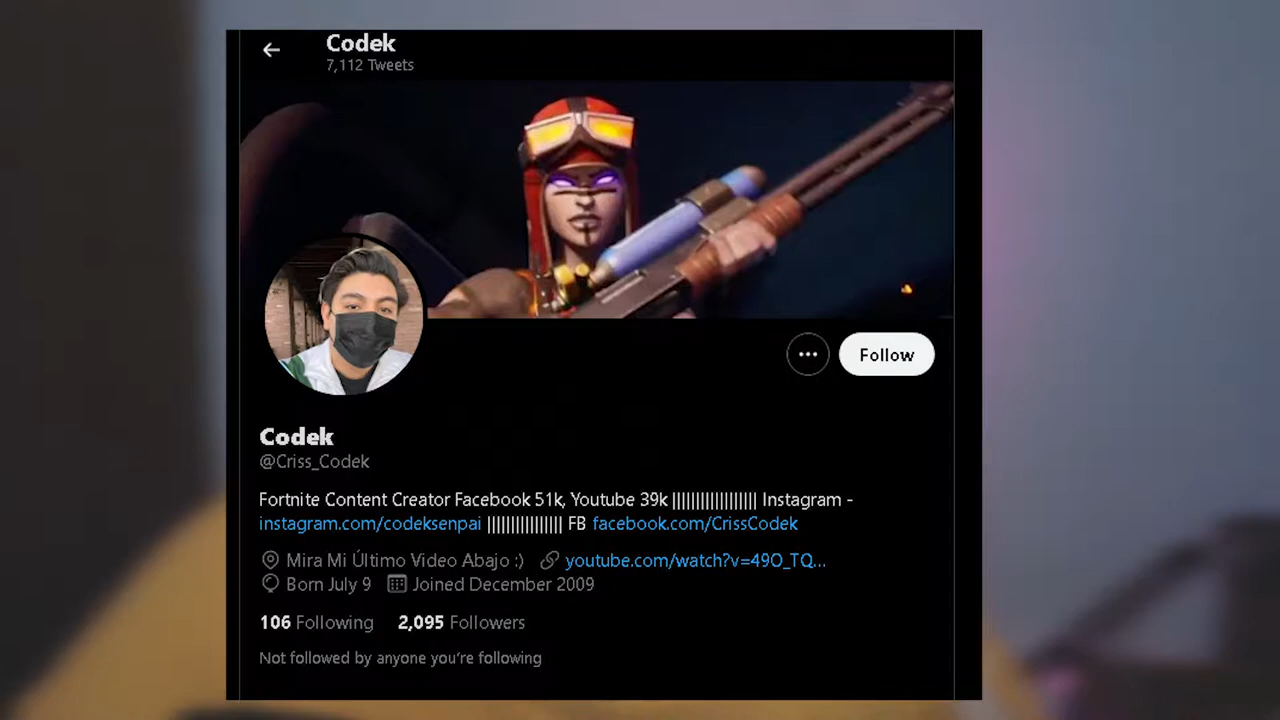 Codek
7,112 Tweets
Follow
Codek
@Criss_Codek
Fortnite Content Creator Facebook 51k, Youtube 39k |||||||||||||||||| Instagram -
instagram.com/codeksenpai |||||||||||||||| FB facebook.com/CrissCodek
Mira Mi Último Video Abajo :) youtube.com/watch?v=49O_TQ...
Born July 9 Joined December 2009
106 Following 2,095 Followers
Not followed by anyone you're following